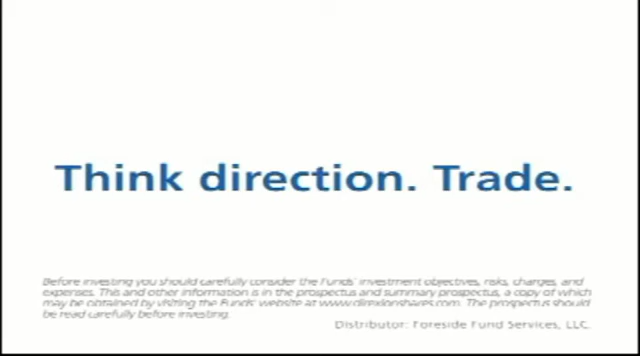 Think direction. Trade.
Before investing you should carefully consider the Funds' investment objectives, risks, charges, and
expenses. This and other information is in the prospectus and summary prospectus, a copy of which
may be obtained by visiting the Funds' website at www.direxionshares.com. The prospectus should
be read carefully before investing.
Distributor: Foreside Fund Services, LLC.